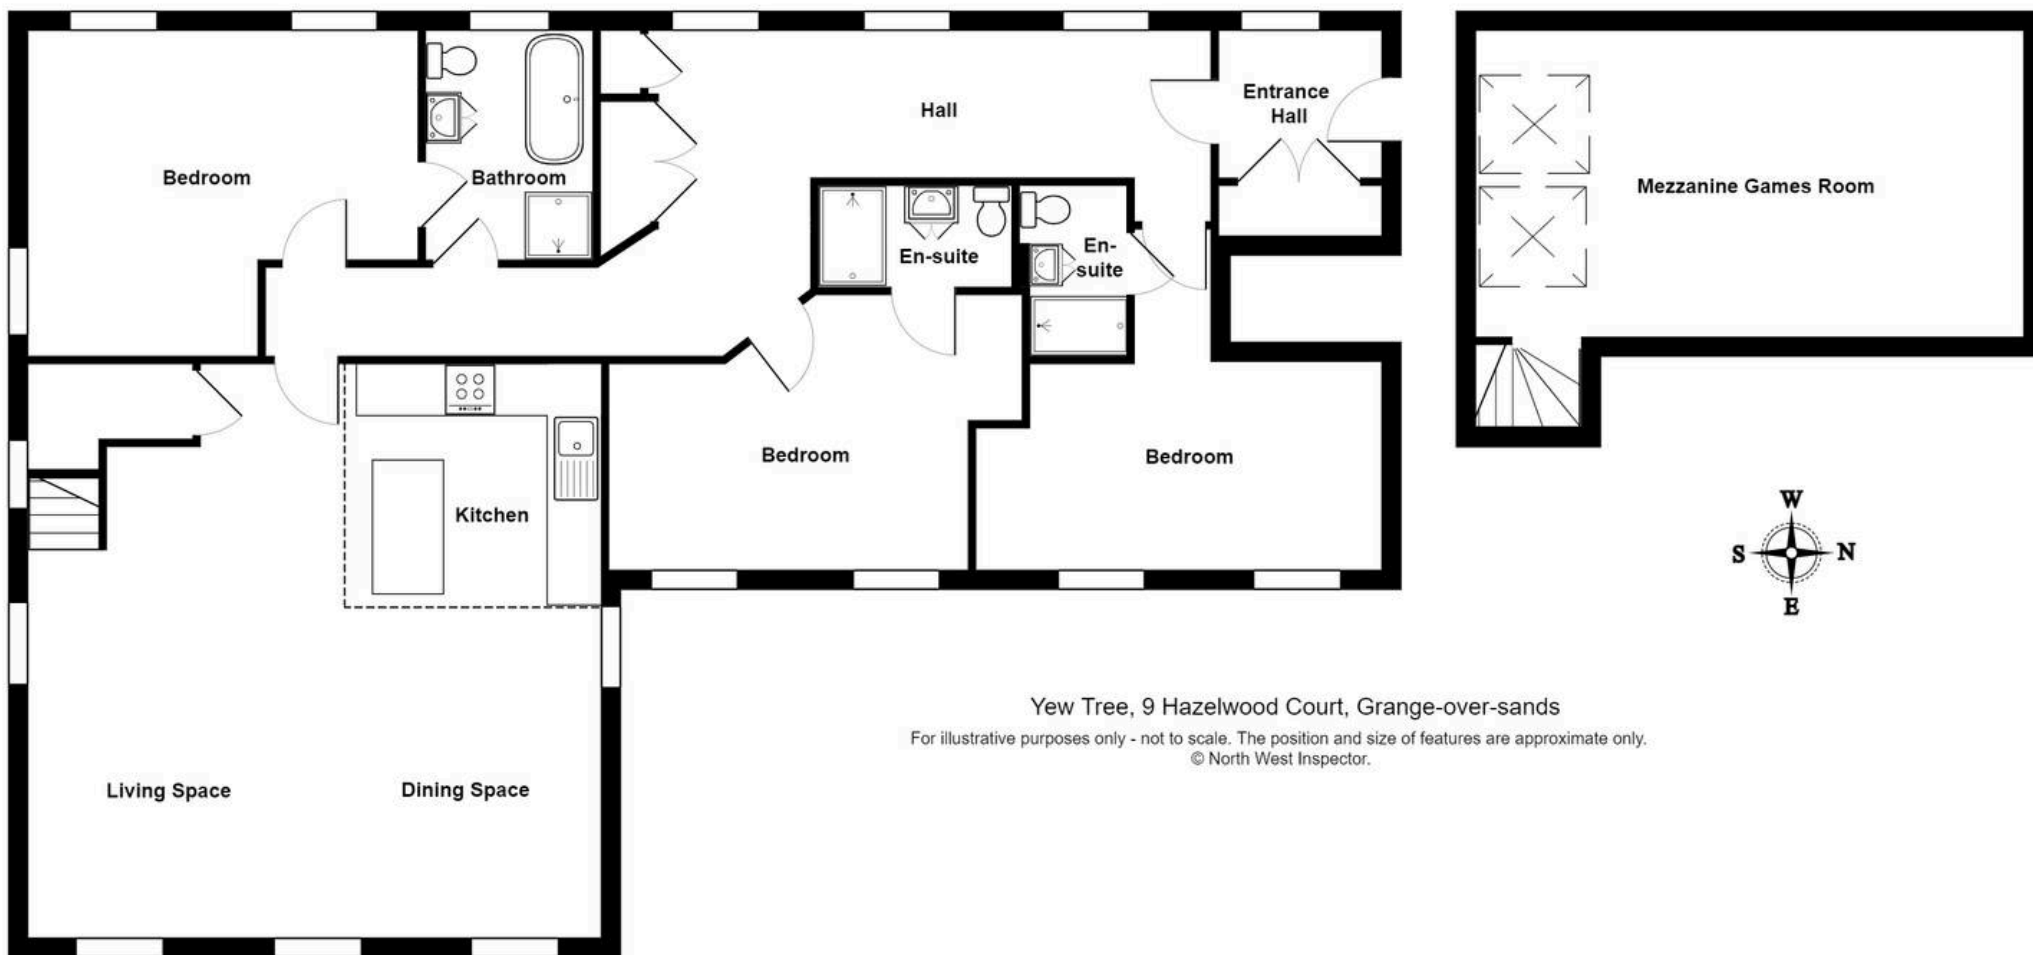 Bedroom
Bathroom
Hall
Entrance
Hall
En-suite
En-
suite
Mezzanine Games Room
Bedroom
Bedroom
Kitchen
Living Space
Dining Space
W
S
N
E
Yew Tree, 9 Hazelwood Court, Grange-over-sands
For illustrative purposes only - not to scale. The position and size of features are approximate only.
© North West Inspector.